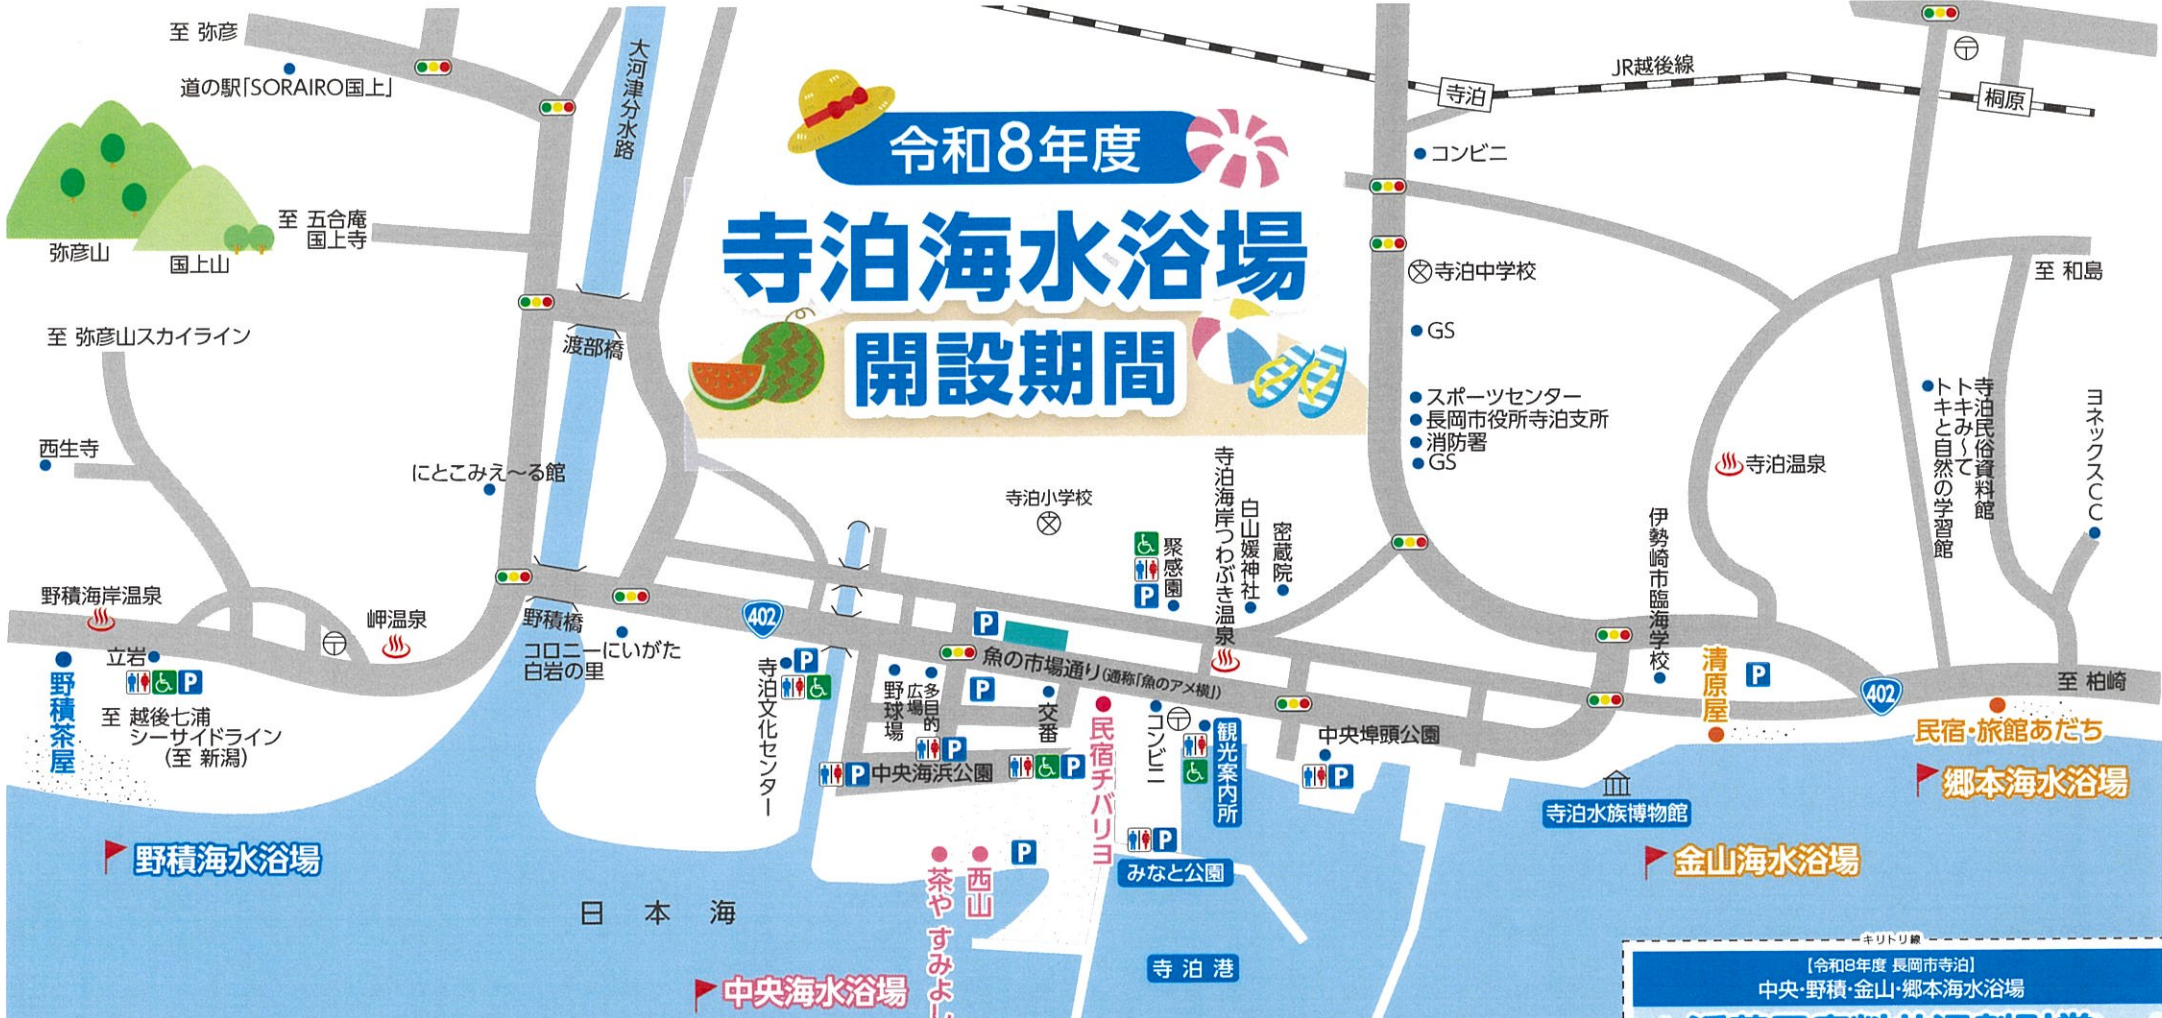 至 弥彦
道の駅「SORAIRO国上」
大河津分水路
令和8年度
寺泊海水浴場
開設期間
JR越後線
寺泊
桐原
コンビニ
弥彦山
国上山
至 五合庵
国上寺
寺泊中学校
至 和島
至 弥彦山スカイライン
渡部橋
GS
スポーツセンター
長岡市役所寺泊支所
消防署
GS
寺泊民俗資料館
トキみ〜て
トキと自然の学習館
ヨネックスCC
西生寺
にとこみえ〜る館
寺泊小学校
聚感園
P
寺泊海岸つわぶき温泉
白山媛神社
密蔵院
寺泊温泉
伊勢崎市臨海学校
野積海岸温泉
岬温泉
立岩
P
野積茶屋
至 越後七浦
シーサイドライン
(至 新潟)
野積橋
コロニーにいがた
白岩の里
402
寺泊文化センター
P
野球場
多目的
広場
P
P
P
魚の市場通り(通称「魚のアメ横」)
交番
P
中央海浜公園
P
民宿チバリヨ
コンビニ
観光案内所
中央埠頭公園
P
清原屋
P
402
至 柏崎
民宿・旅館あだち
郷本海水浴場
寺泊水族博物館
金山海水浴場
野積海水浴場
日本海
茶や すみよし
西山
P
P
みなと公園
寺泊港
中央海水浴場
キリトリ線
【令和8年度 長岡市寺泊】
中央・野積・金山・郷本海水浴場